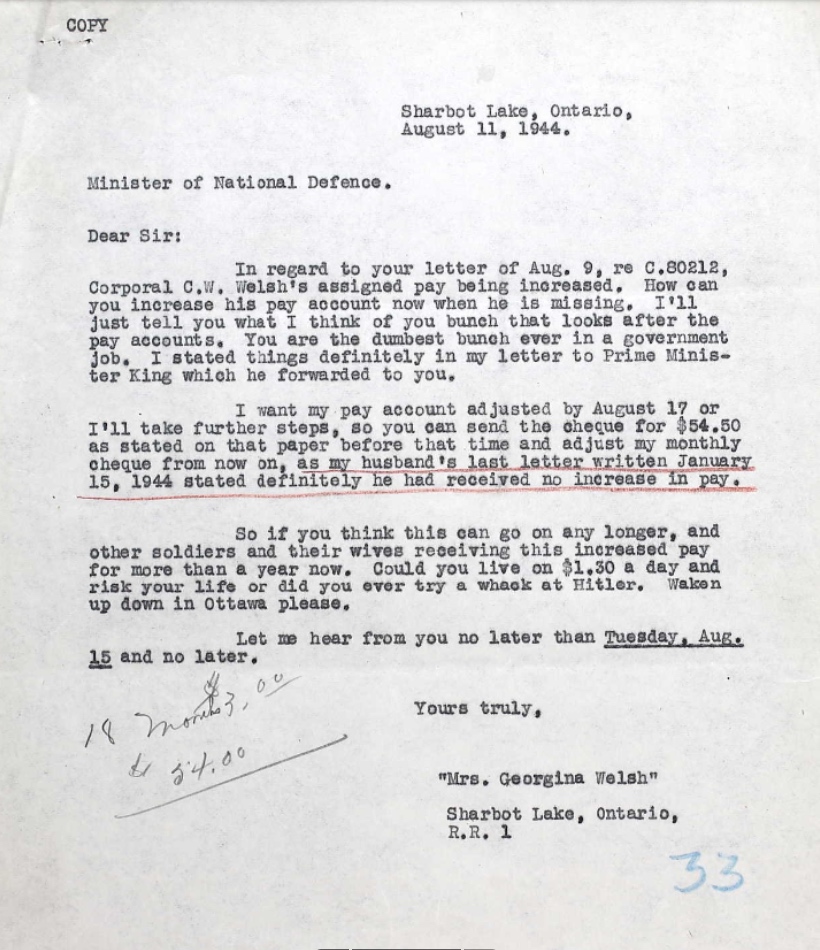 COPY
Sharbot Lake, Ontario,
August 11, 1944.
Minister of National Defence.
Dear Sir:
In regard to your letter of Aug. 9, re C.80212,
Corporal C.W. Welsh's assigned pay being increased. How can
you increase his pay account now when he is missing. I'll
just tell you what I think of you bunch that looks after the
pay accounts. You are the dumbest bunch ever in a government
job. I stated things definitely in my letter to Prime Minis-
ter King which he forwarded to you.
I want my pay account adjusted by August 17 or
I'll take further steps, so you can send the cheque for $54.50
as stated on that paper before that time and adjust my monthly
cheque from now on, as my husband's last letter written January
15, 1944 stated definitely he had received no increase in pay.
So if you think this can go on any longer, and
other soldiers and their wives receiving this increased pay
for more than a year now. Could you live on $1.30 a day and
risk your life or did you ever try a whack at Hitler. Waken
up down in Ottawa please.
Let me hear from you no later than Tuesday, Aug.
15 and no later.
18 Months $3.00
$ 54.00
Yours truly,
"Mrs. Georgina Welsh"
Sharbot Lake, Ontario,
R.R. 1
33